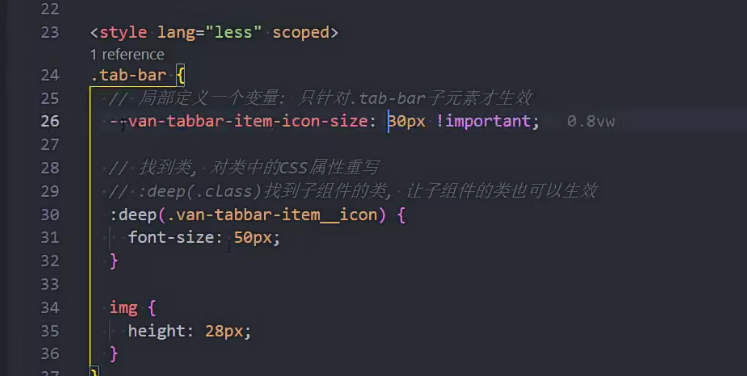 22
23 <style lang="less" scoped>
1 reference
24 .tab-bar {
25 // 局部定义一个变量: 只针对.tab-bar子元素才生效
26 --van-tabbar-item-icon-size: 30px !important; 0.8vw
27
28 // 找到类, 对类中的CSS属性重写
29 // :deep(.class)找到子组件的类, 让子组件的类也可以生效
30 :deep(.van-tabbar-item__icon) {
31 font-size: 50px;
32 }
33
34 img {
35 height: 28px;
36 }
37 }